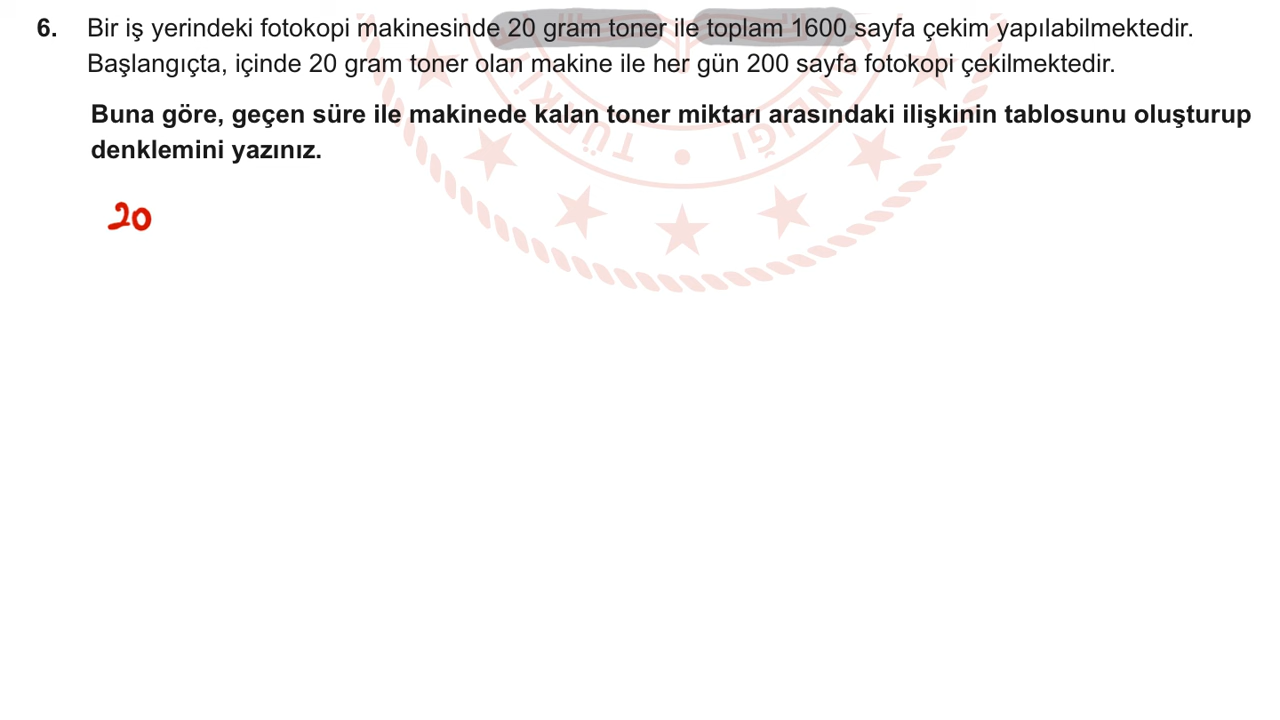 6. Bir iş yerindeki fotokopi makinesinde 20 gram toner ile toplam 1600 sayfa çekim yapılabilmektedir.
Başlangıçta, içinde 20 gram toner olan makine ile her gün 200 sayfa fotokopi çekilmektedir.
Buna göre, geçen süre ile makinede kalan toner miktarı arasındaki ilişkinin tablosunu oluşturup
denklemini yazınız.
20